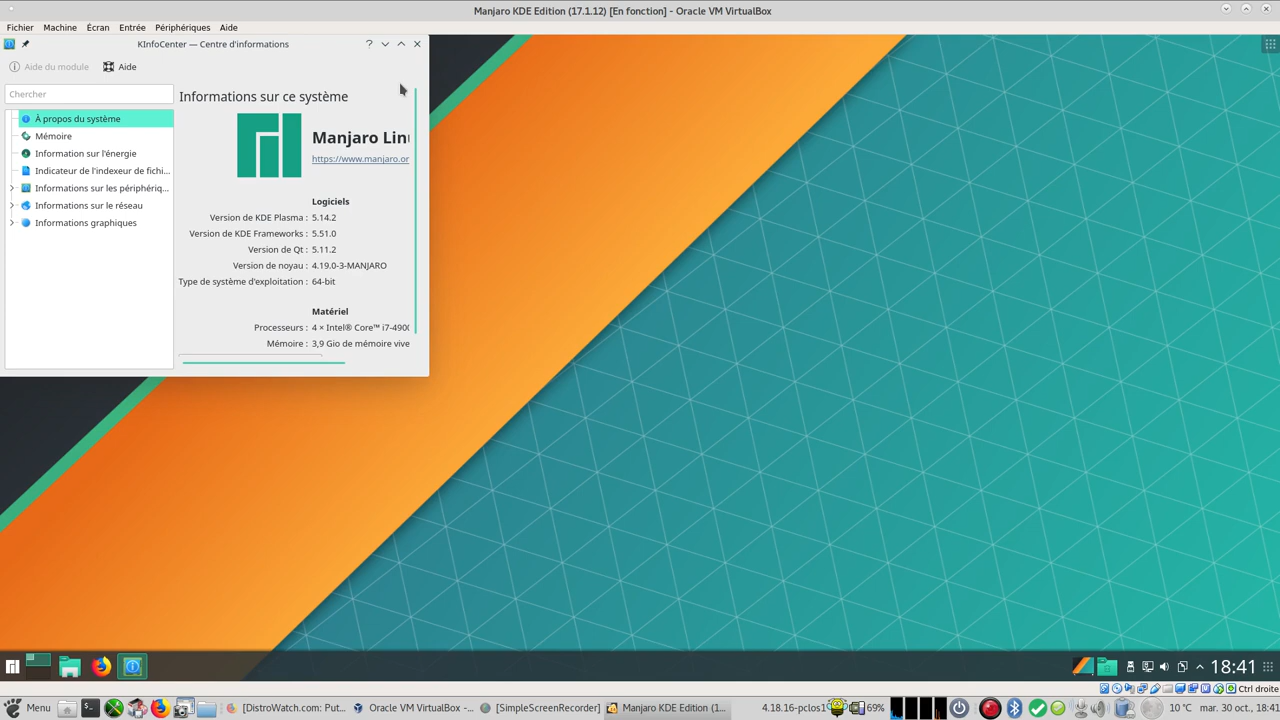 Manjaro KDE Edition (17.1.12) [En fonction] - Oracle VM VirtualBox
Fichier Machine Écran Entrée Périphériques Aide
KInfoCenter — Centre d'informations
Aide du module Aide
Chercher
À propos du système
Mémoire
Information sur l'énergie
Indicateur de l'indexeur de fichi...
Informations sur les périphériq...
Informations sur le réseau
Informations graphiques
Informations sur ce système
Manjaro Lin
https://www.manjaro.or
Logiciels
Version de KDE Plasma : 5.14.2
Version de KDE Frameworks : 5.51.0
Version de Qt : 5.11.2
Version de noyau : 4.19.0-3-MANJARO
Type de système d'exploitation : 64-bit
Matériel
Processeurs : 4 × Intel® Core™ i7-490
Mémoire : 3,9 Gio de mémoire vive
18:41
Ctrl droite
Menu [DistroWatch.com: Put... Oracle VM VirtualBox -... [SimpleScreenRecorder] Manjaro KDE Edition (1... 4.18.16-pclos1 69% 10 °C mar. 30 oct., 18:41